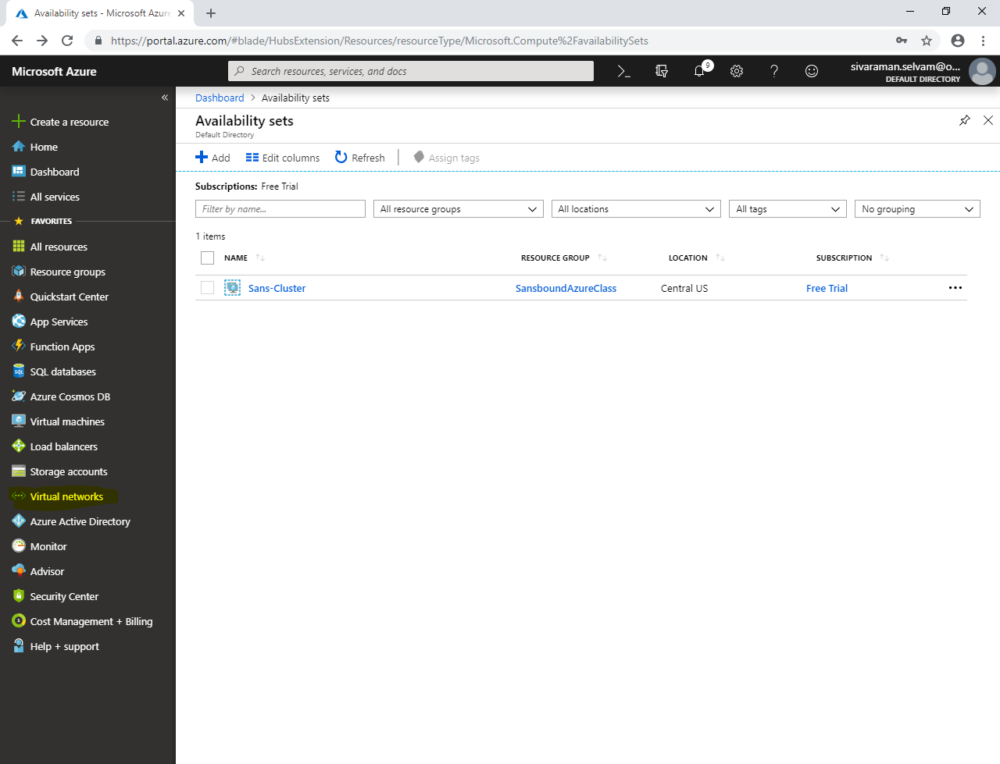 Availability sets - Microsoft Azure
https://portal.azure.com/#blade/HubsExtension/Resources/resourceType/Microsoft.Compute%2FavailabilitySets
Microsoft Azure
Search resources, services, and docs
9
sivaraman.selvam@o...
DEFAULT DIRECTORY
Create a resource
Home
Dashboard
All services
FAVORITES
All resources
Resource groups
Quickstart Center
App Services
Function Apps
SQL
SQL databases
Azure Cosmos DB
Virtual machines
Load balancers
Storage accounts
Virtual networks
Azure Active Directory
Monitor
Advisor
Security Center
Cost Management + Billing
Help + support
Dashboard > Availability sets
Availability sets
Default Directory
Add Edit columns Refresh Assign tags
Subscriptions: Free Trial
Filter by name... All resource groups All locations All tags No grouping
1 items
NAME RESOURCE GROUP LOCATION SUBSCRIPTION
Sans-Cluster SansboundAzureClass Central US Free Trial